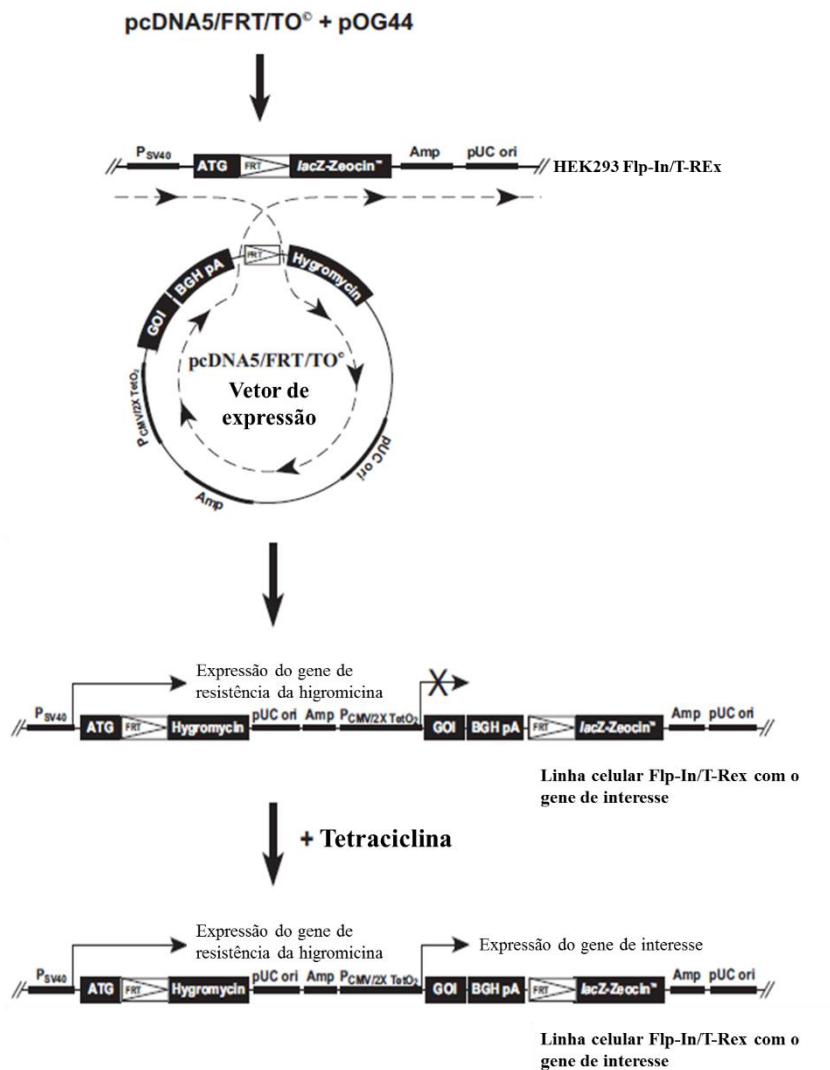 pcDNA5/FRT/TO© + pOG44
PSV40 ATG FRT lacZ-Zeocin™ Amp pUC ori
HEK293 Flp-In/T-REx
FRT
GOI BGH pA Hygromycin
pcDNA5/FRT/TO©
Vetor de
expressão
PCMV/2X TetO2
Amp
pUC ori
Expressão do gene de
resistência da higromicina
X
PSV40 ATG FRT Hygromycin pUC ori Amp PCMV/2X TetO2 GOI BGH pA FRT lacZ-Zeocin™ Amp pUC ori
Linha celular Flp-In/T-Rex com o
gene de interesse
+ Tetraciclina
Expressão do gene de
resistência da higromicina
Expressão do gene de interesse
PSV40 ATG FRT Hygromycin pUC ori Amp PCMV/2X TetO2 GOI BGH pA FRT lacZ-Zeocin™ Amp pUC ori
Linha celular Flp-In/T-Rex com o
gene de interesse